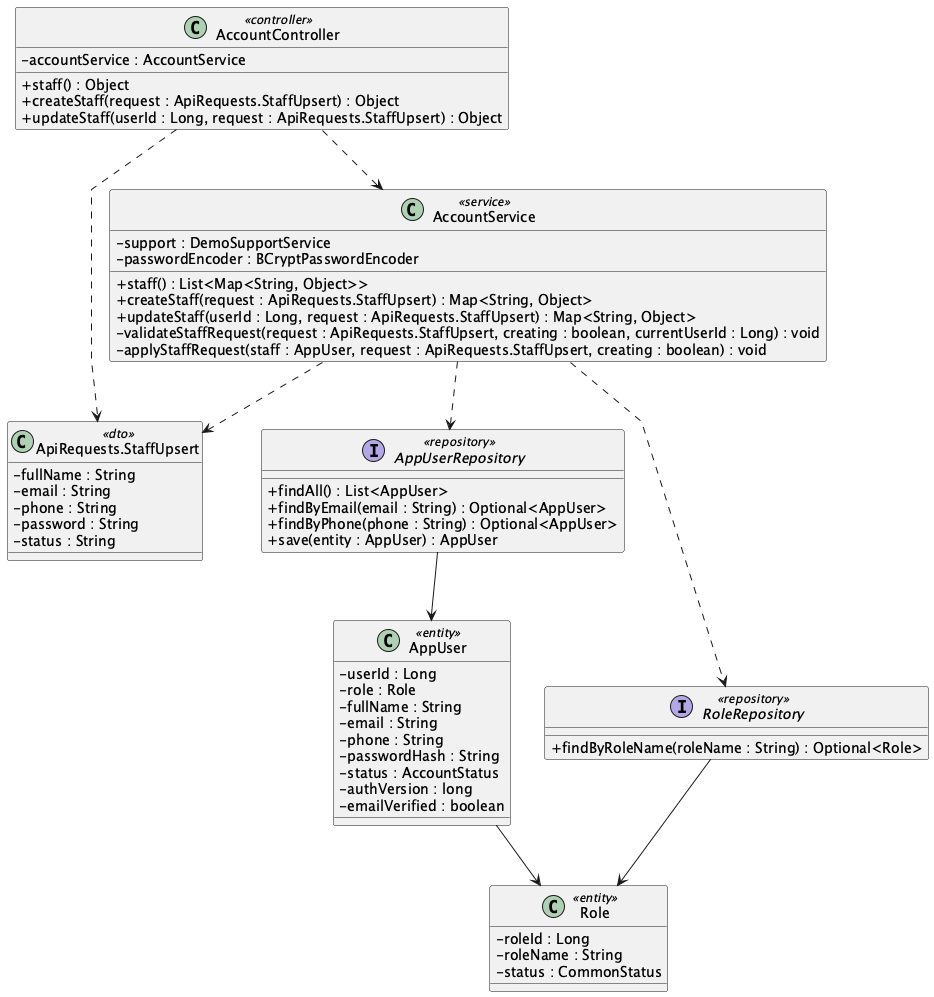 C «controller»
AccountController
-accountService : AccountService
+staff() : Object
+createStaff(request : ApiRequests.StaffUpsert) : Object
+updateStaff(userId : Long, request : ApiRequests.StaffUpsert) : Object
C «service»
AccountService
-support : DemoSupportService
-passwordEncoder : BCryptPasswordEncoder
+staff() : List<Map<String, Object>>
+createStaff(request : ApiRequests.StaffUpsert) : Map<String, Object>
+updateStaff(userId : Long, request : ApiRequests.StaffUpsert) : Map<String, Object>
-validateStaffRequest(request : ApiRequests.StaffUpsert, creating : boolean, currentUserId : Long) : void
-applyStaffRequest(staff : AppUser, request : ApiRequests.StaffUpsert, creating : boolean) : void
C «dto»
ApiRequests.StaffUpsert
-fullName : String
-email : String
-phone : String
-password : String
-status : String
I «repository»
AppUserRepository
+findAll() : List<AppUser>
+findByEmail(email : String) : Optional<AppUser>
+findByPhone(phone : String) : Optional<AppUser>
+save(entity : AppUser) : AppUser
C «entity»
AppUser
-userId : Long
-role : Role
-fullName : String
-email : String
-phone : String
-passwordHash : String
-status : AccountStatus
-authVersion : long
-emailVerified : boolean
I «repository»
RoleRepository
+findByRoleName(roleName : String) : Optional<Role>
C «entity»
Role
-roleId : Long
-roleName : String
-status : CommonStatus